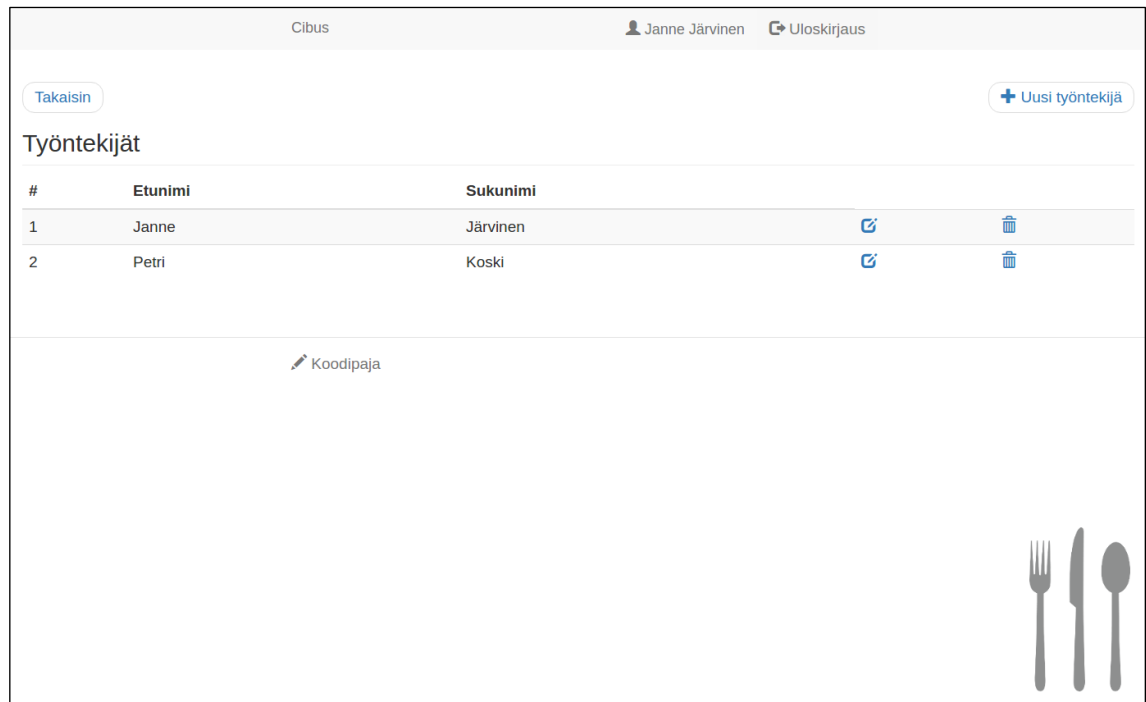 Cibus Janne Järvinen Uloskirjaus
Takaisin Uusi työntekijä
Työntekijät
# Etunimi Sukunimi
1 Janne Järvinen
2 Petri Koski
Koodipaja